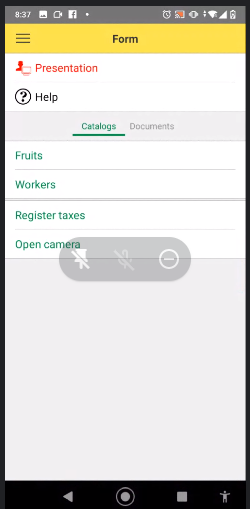 8:37
Form
Presentation
Help
Catalogs Documents
Fruits
Workers
Register taxes
Open camera